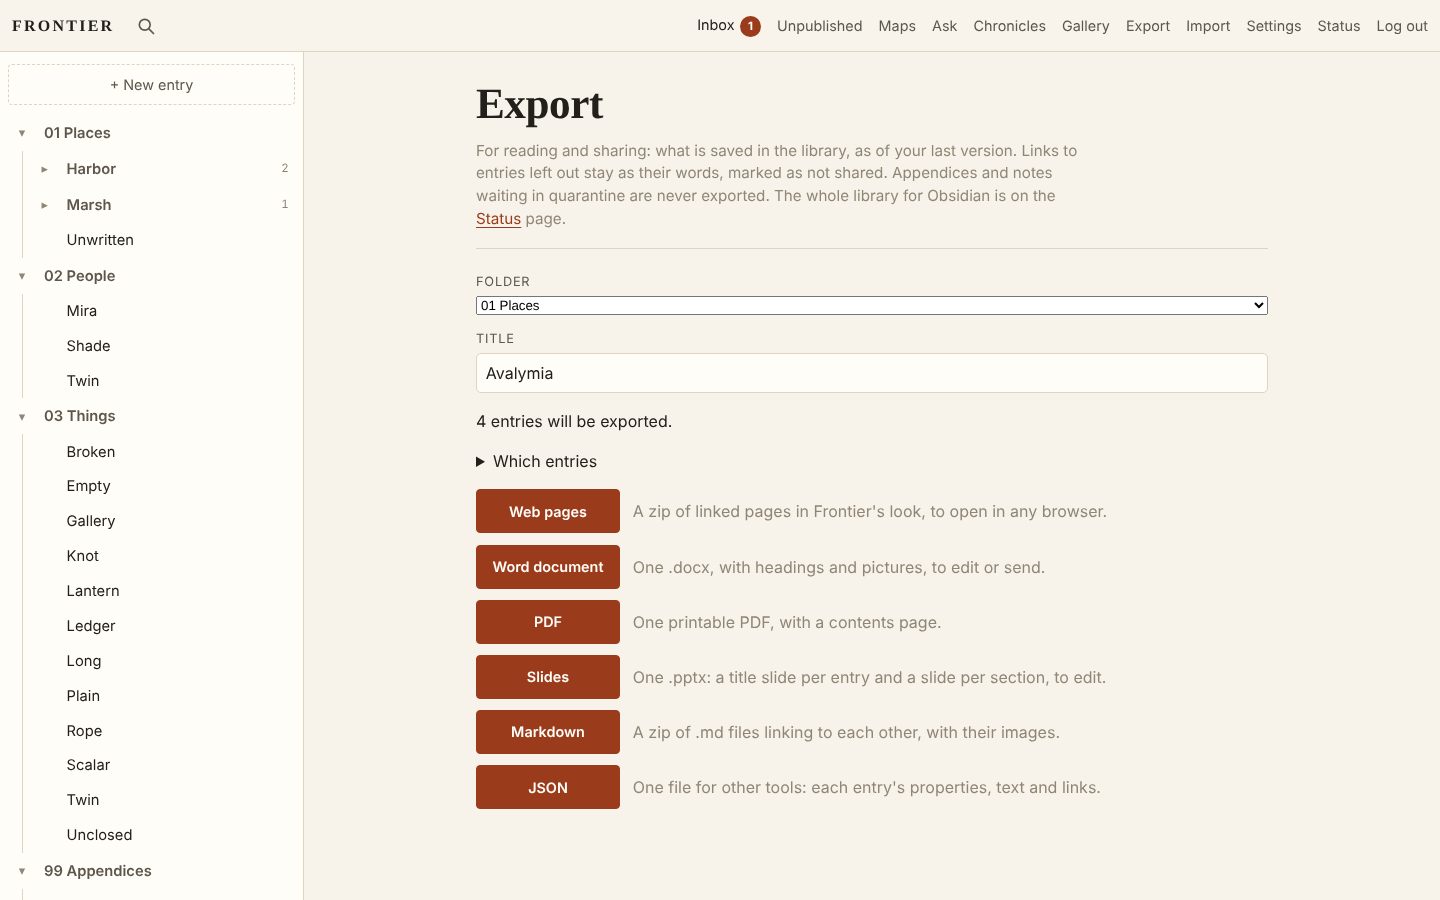 FRONTIER
Inbox 1 Unpublished Maps Ask Chronicles Gallery Export Import Settings Status Log out
+ New entry
01 Places
Harbor 2
Marsh 1
Unwritten
02 People
Mira
Shade
Twin
03 Things
Broken
Empty
Gallery
Knot
Lantern
Ledger
Long
Plain
Rope
Scalar
Twin
Unclosed
99 Appendices
Export
For reading and sharing: what is saved in the library, as of your last version. Links to
entries left out stay as their words, marked as not shared. Appendices and notes
waiting in quarantine are never exported. The whole library for Obsidian is on the
Status page.
FOLDER
01 Places
TITLE
Avalymia
4 entries will be exported.
Which entries
Web pages A zip of linked pages in Frontier's look, to open in any browser.
Word document One .docx, with headings and pictures, to edit or send.
PDF One printable PDF, with a contents page.
Slides One .pptx: a title slide per entry and a slide per section, to edit.
Markdown A zip of .md files linking to each other, with their images.
JSON One file for other tools: each entry's properties, text and links.